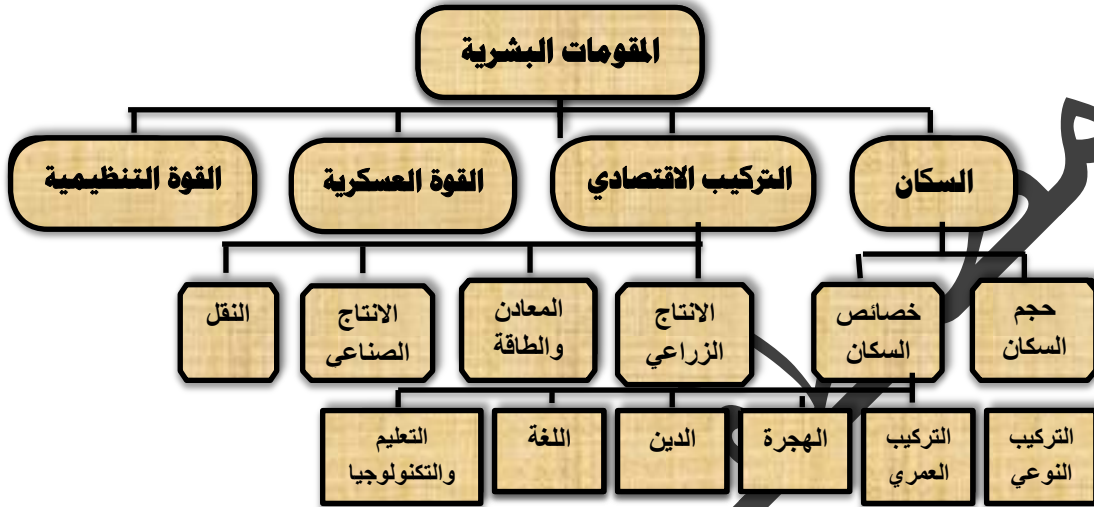 المقومات البشرية
السكان
التركيب الاقتصادي
القوة العسكرية
القوة التنظيمية
حجم
السكان
خصائص
السكان
الانتاج
الزراعي
المعادن
والطاقة
الانتاج
الصناعى
النقل
التركيب
النوعي
التركيب
العمري
الهجرة
الدين
اللغة
التعليم
والتكنولوجيا